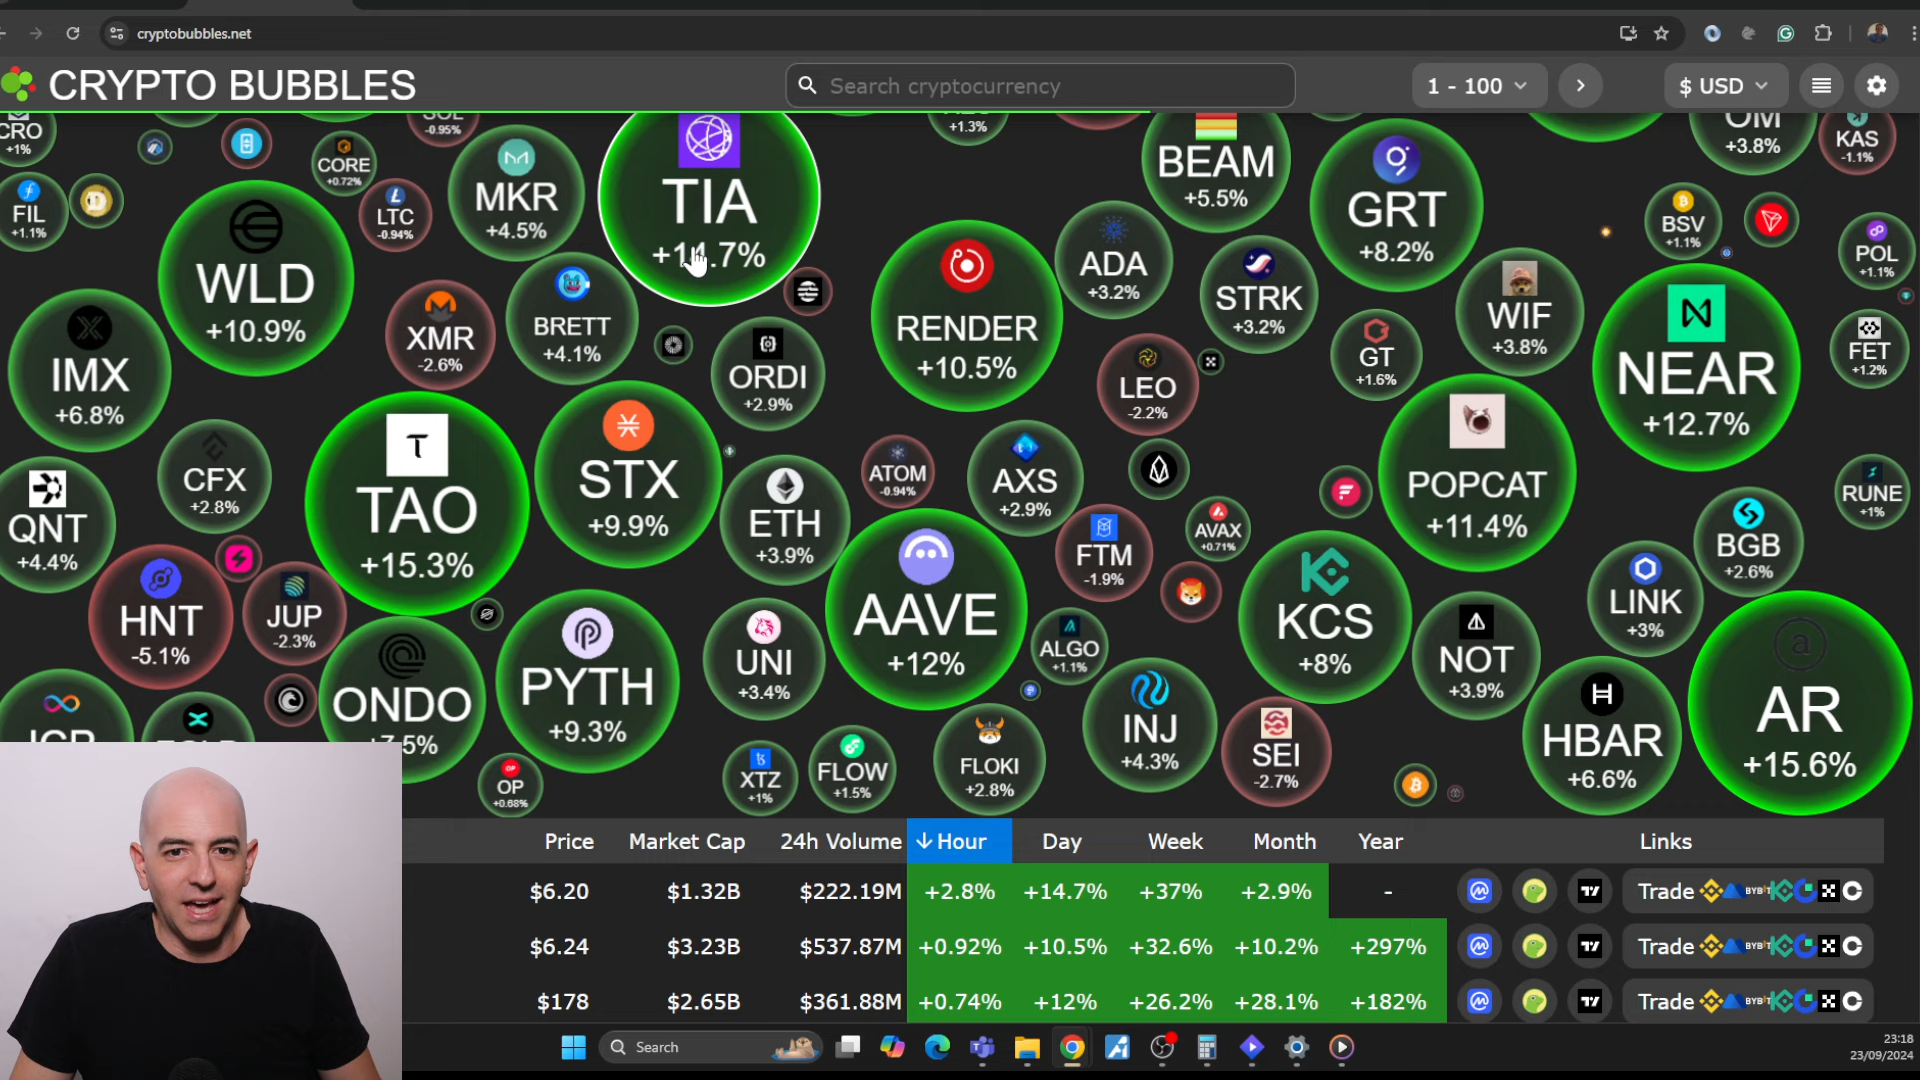 cryptobubbles.net
CRYPTO BUBBLES
Search cryptocurrency
1 - 100
$ USD
CRO
+1%
-0.95%
+1.3%
OM
+3.8%
KAS
-1.1%
CORE
+0.72%
MKR
+4.5%
TIA
+14.7%
BEAM
+5.5%
GRT
+8.2%
FIL
+1.1%
LTC
-0.94%
BSV
+1.1%
POL
+1.1%
WLD
+10.9%
ADA
+3.2%
STRK
+3.2%
RENDER
+10.5%
WIF
+3.8%
NEAR
+12.7%
IMX
+6.8%
XMR
-2.6%
BRETT
+4.1%
ORDI
+2.9%
LEO
-2.2%
GT
+1.6%
FET
+1.2%
QNT
+4.4%
CFX
+2.8%
T
TAO
+15.3%
STX
+9.9%
ETH
+3.9%
ATOM
-0.94%
AXS
+2.9%
FTM
-1.9%
AVAX
+0.71%
POPCAT
+11.4%
RUNE
+1%
BGB
+2.6%
HNT
-5.1%
JUP
-2.3%
AAVE
+12%
KCS
+8%
LINK
+3%
ONDO
+7.5%
PYTH
+9.3%
UNI
+3.4%
ALGO
+1.1%
INJ
+4.3%
NOT
+3.9%
HBAR
+6.6%
a
AR
+15.6%
OP
OP
+0.68%
XTZ
+1%
FLOW
+1.5%
FLOKI
+2.8%
SEI
-2.7%
Price Market Cap 24h Volume Hour Day Week Month Year Links
$6.20 $1.32B $222.19M +2.8% +14.7% +37% +2.9% - Trade BYBIT
$6.24 $3.23B $537.87M +0.92% +10.5% +32.6% +10.2% +297% Trade BYBIT
$178 $2.65B $361.88M +0.74% +12% +26.2% +28.1% +182% Trade BYBIT
Search
23:18
23/09/2024